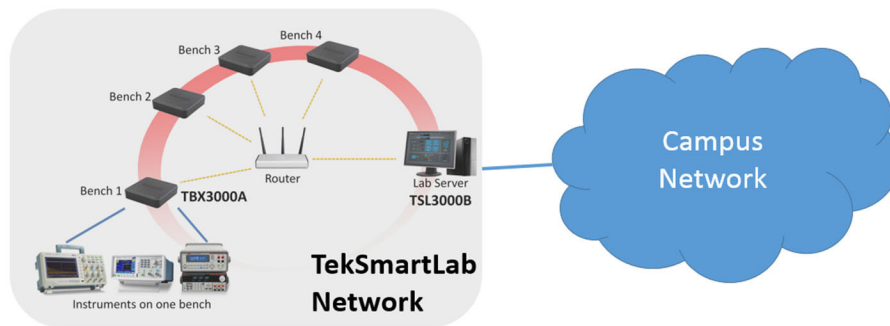 Bench 4
Bench 3
Bench 2
Bench 1
TBX3000A
Router
Lab Server
TSL3000B
Instruments on one bench
TekSmartLab
Network
Campus
Network